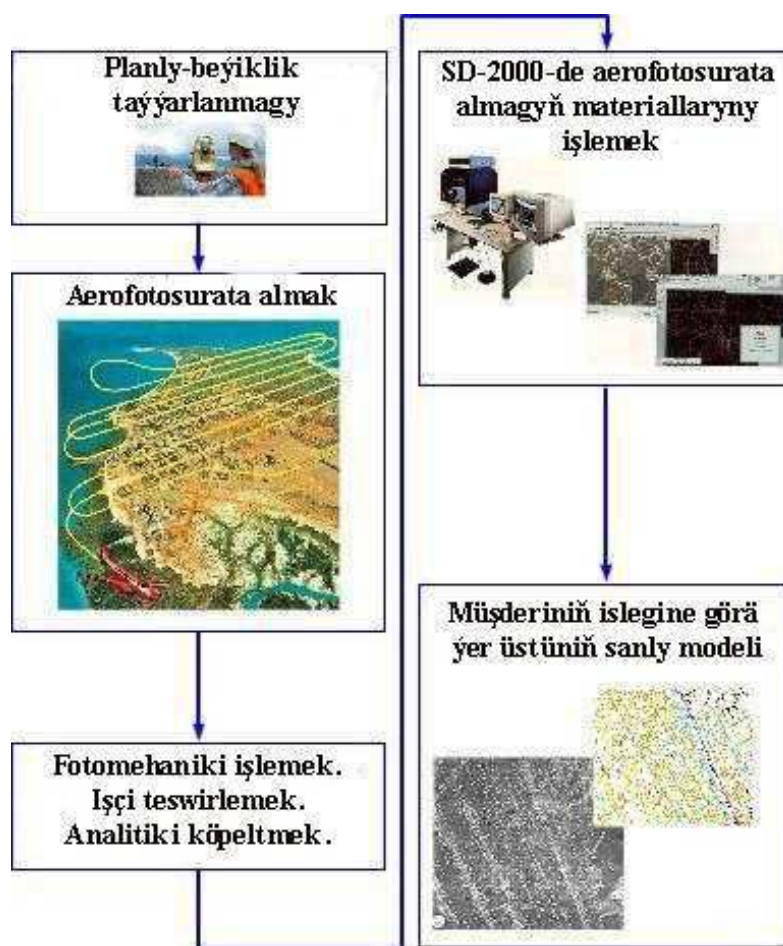 Planly-beýiklik
taýýarlanmagy
Aerofotosurata almak
Fotomehaniki işlemek.
Işçi teswirlemek.
Analitiki köpeltmek.
SD-2000-de aerofotosurata
almagyň materiallaryny
işlemek
Müşderiniň islegine görä
ýer üstüniň sanly modeli